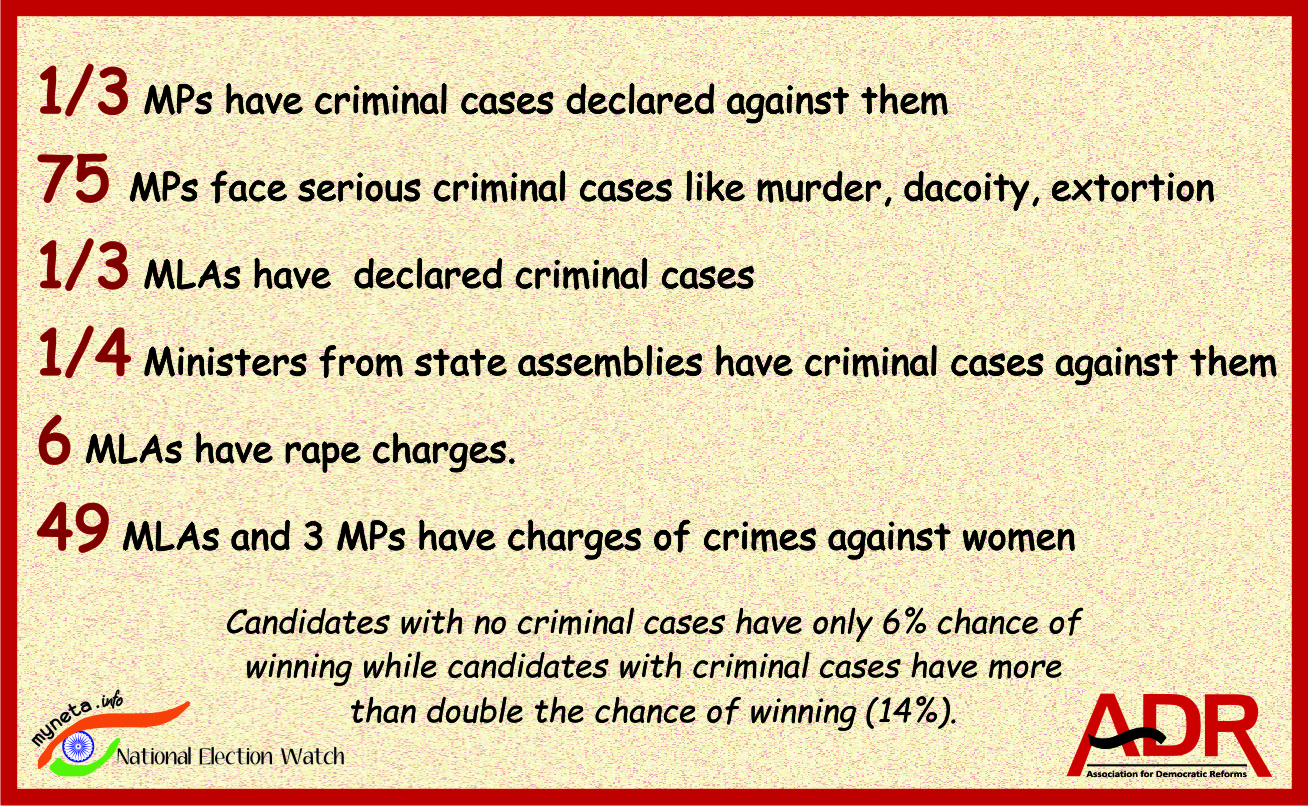 1/3 MPs have criminal cases declared against them
75 MPs face serious criminal cases like murder, dacoity, extortion
1/3 MLAs have declared criminal cases
1/4 Ministers from state assemblies have criminal cases against them
6 MLAs have rape charges.
49 MLAs and 3 MPs have charges of crimes against women
Candidates with no criminal cases have only 6% chance of
winning while candidates with criminal cases have more
than double the chance of winning (14%).
myneta.info
National Election Watch
ADR
Association for Democratic Reforms